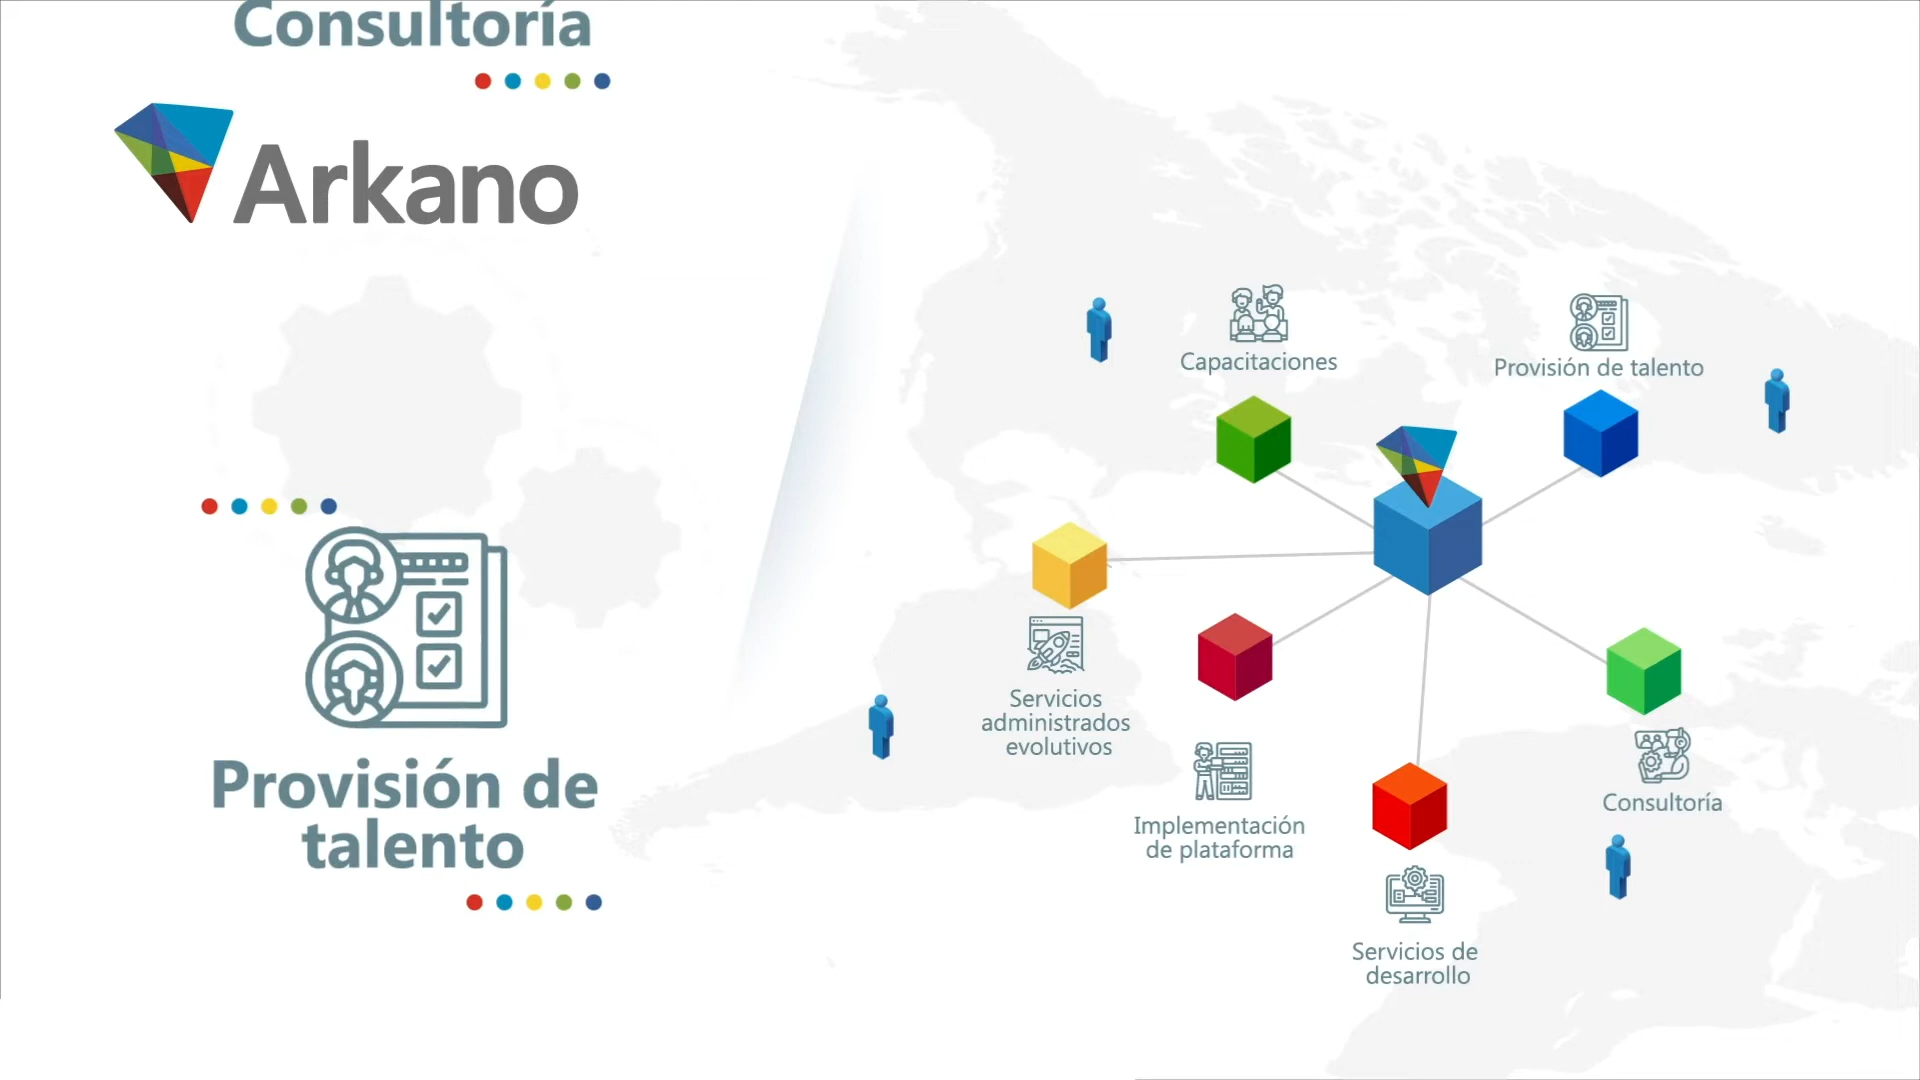 Consultoría
Arkano
Provisión de
talento
Capacitaciones
Provisión de talento
Servicios
administrados
evolutivos
Implementación
de plataforma
Servicios de
desarrollo
Consultoría